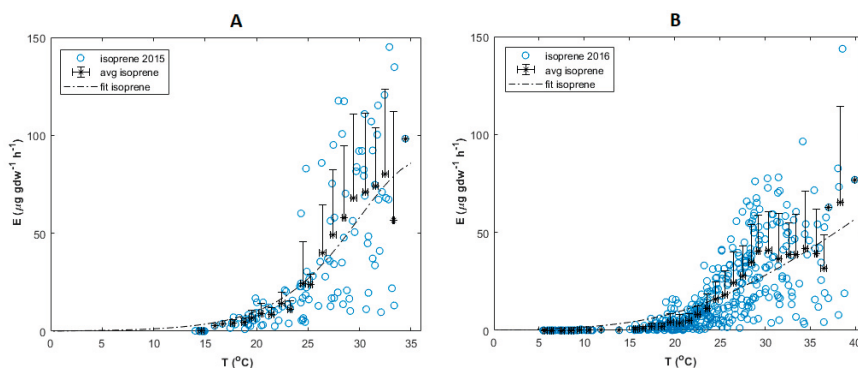 A
150
100
50
0
E (µg gdw⁻¹ h⁻¹)
isoprene 2015
avg isoprene
fit isoprene
0 5 10 15 20 25 30 35
T (°C)
B
150
100
50
0
E (µg gdw⁻¹ h⁻¹)
isoprene 2016
avg isoprene
fit isoprene
0 5 10 15 20 25 30 35 40
T (°C)